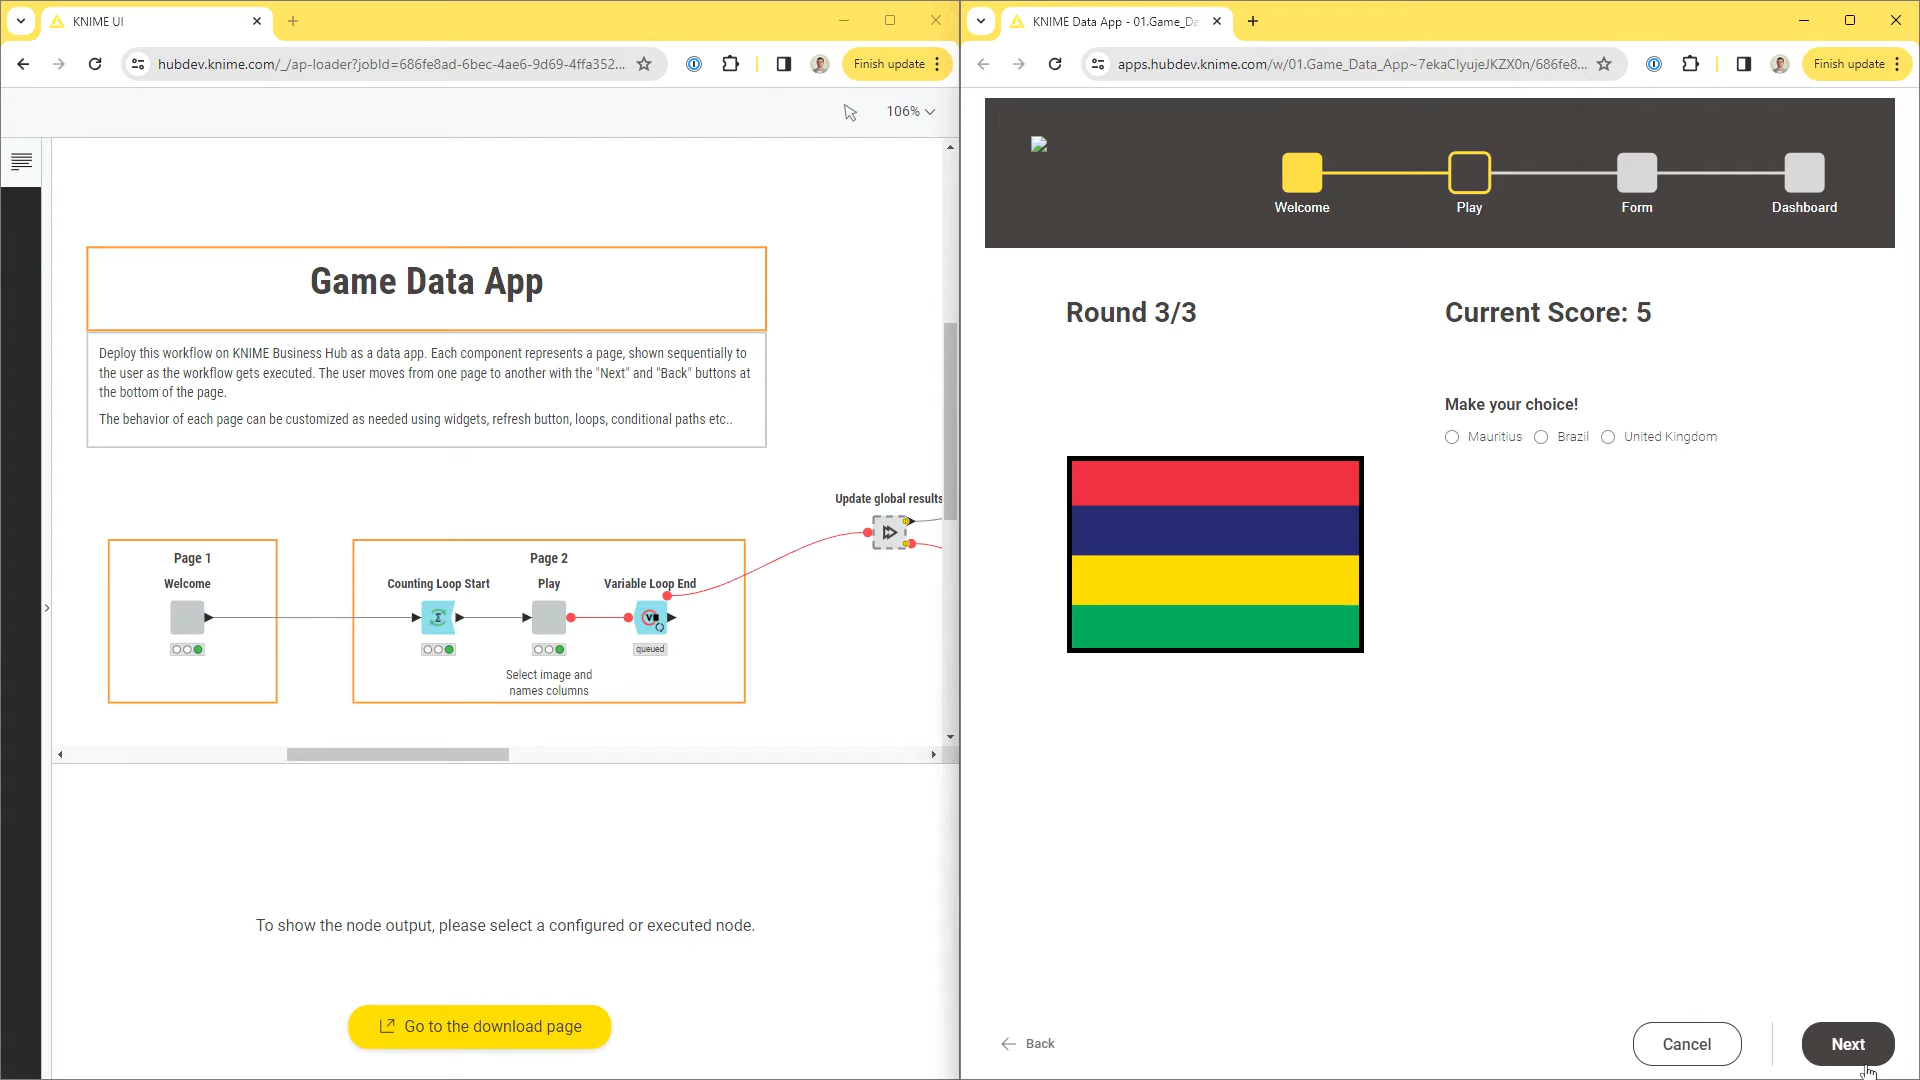 KNIME UI
hubdev.knime.com/_/ap-loader?jobId=686fe8ad-6bec-4ae6-9d69-4ffa352...
Finish update
106%
Game Data App
Deploy this workflow on KNIME Business Hub as a data app. Each component represents a page, shown sequentially to
the user as the workflow gets executed. The user moves from one page to another with the "Next" and "Back" buttons at
the bottom of the page.
The behavior of each page can be customized as needed using widgets, refresh button, loops, conditional paths etc..
Update global results
Page 1
Welcome
Page 2
Counting Loop Start
Play
Variable Loop End
queued
Select image and
names columns
To show the node output, please select a configured or executed node.
Go to the download page
KNIME Data App - 01.Game_Da
apps.hubdev.knime.com/w/01.Game_Data_App~7ekaClyujeJKZX0n/686fe8...
Finish update
Welcome
Play
Form
Dashboard
Round 3/3
Current Score: 5
Make your choice!
Mauritius
Brazil
United Kingdom
Back
Cancel
Next